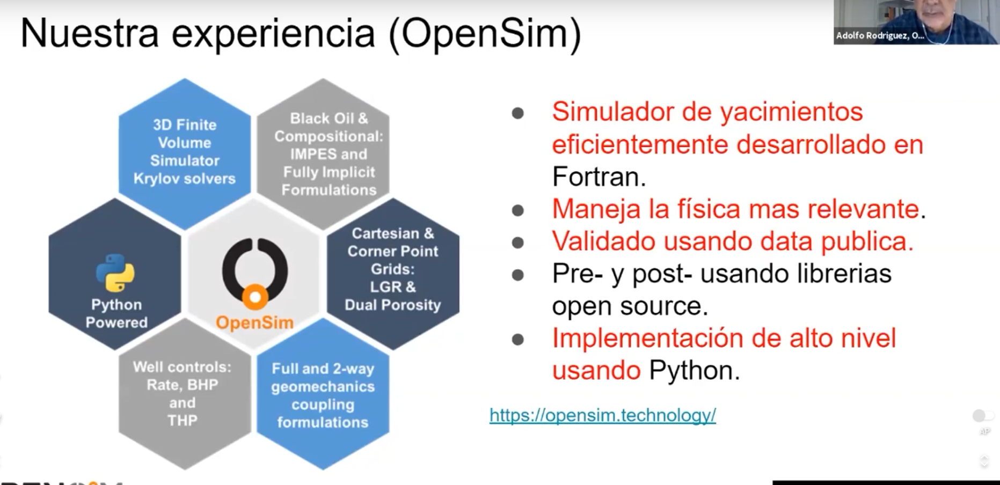 Nuestra experiencia (OpenSim)
Adolfo Rodriguez, O...
3D Finite
Volume
Simulator
Krylov solvers
Black Oil &
Compositional:
IMPES and
Fully Implicit
Formulations
Python
Powered
OpenSim
Cartesian &
Corner Point
Grids:
LGR &
Dual Porosity
Well controls:
Rate, BHP
and
THP
Full and 2-way
geomechanics
coupling
formulations
● Simulador de yacimientos
eficientemente desarrollado en
Fortran.
● Maneja la física mas relevante.
● Validado usando data publica.
● Pre- y post- usando librerias
open source.
● Implementación de alto nivel
usando Python.
https://opensim.technology/
AP